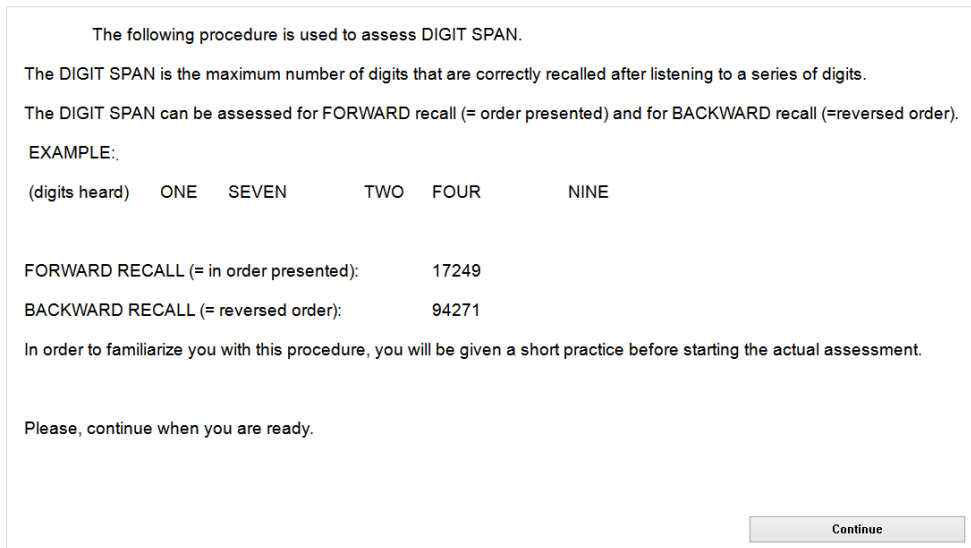 The following procedure is used to assess DIGIT SPAN.
The DIGIT SPAN is the maximum number of digits that are correctly recalled after listening to a series of digits.
The DIGIT SPAN can be assessed for FORWARD recall (= order presented) and for BACKWARD recall (=reversed order).
EXAMPLE:.
(digits heard) ONE SEVEN TWO FOUR NINE
FORWARD RECALL (= in order presented): 17249
BACKWARD RECALL (= reversed order): 94271
In order to familiarize you with this procedure, you will be given a short practice before starting the actual assessment.
Please, continue when you are ready.
Continue